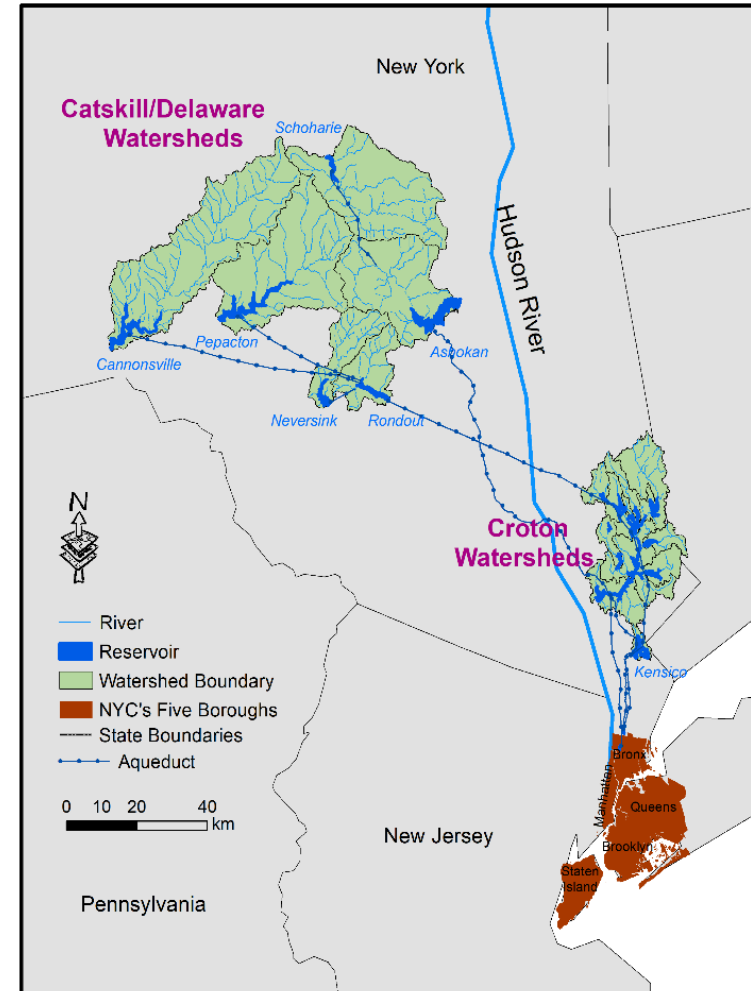 New York
Catskill/Delaware
Watersheds
Schoharie
Hudson River
Pepacton
Ashokan
Cannonsville
Neversink
Rondout
N
Croton
Watersheds
River
Reservoir
Kensico
Watershed Boundary
NYC's Five Boroughs
State Boundaries
Aqueduct
Bronx
Manhattan
0 10 20 40
km
Queens
New Jersey
Brooklyn
Staten
Island
Pennsylvania